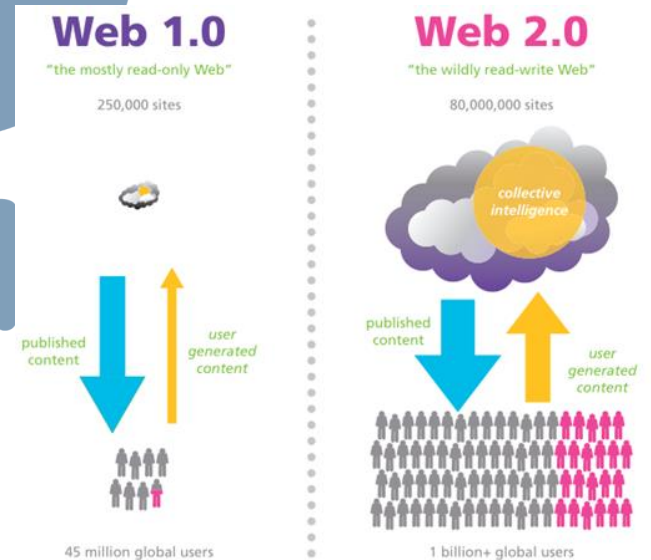 Web 1.0
"the mostly read-only Web"
250,000 sites
published
content
user
generated
content
45 million global users
Web 2.0
"the wildly read-write Web"
80,000,000 sites
collective
intelligence
published
content
user
generated
content
1 billion+ global users